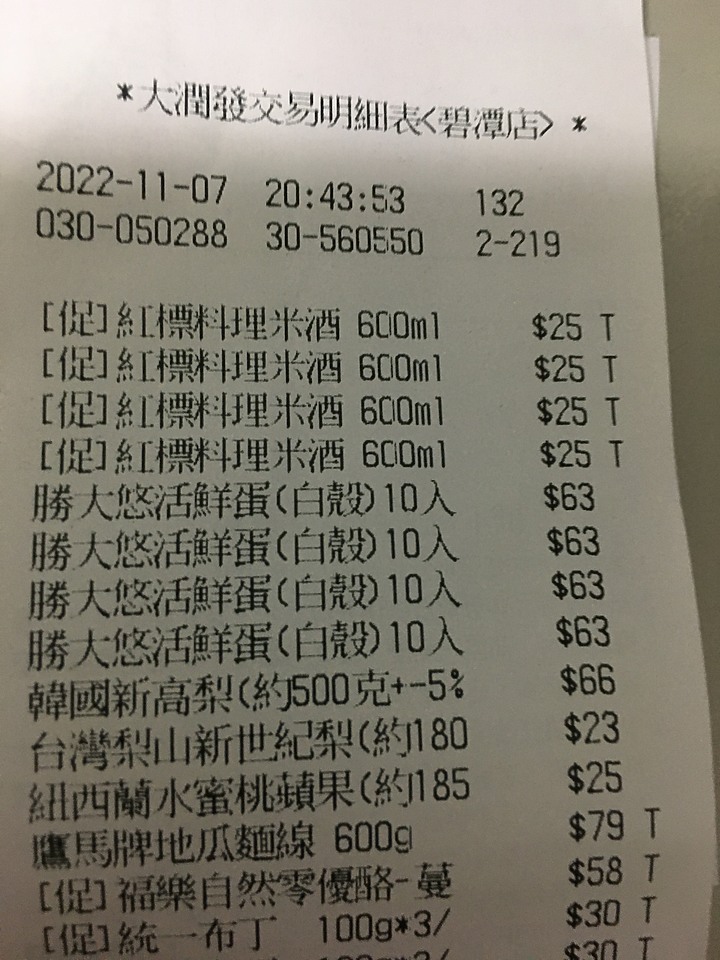 *大潤發交易明細表<碧潭店> *
2022-11-07 20:43:53 132
030-050288 30-560550 2-219
[促]紅標料理米酒 600ml $25 T
[促]紅標料理米酒 600ml $25 T
[促]紅標料理米酒 600ml $25 T
[促]紅標料理米酒 600ml $25 T
勝大悠活鮮蛋(白殼)10入 $63
勝大悠活鮮蛋(白殼)10入 $63
勝大悠活鮮蛋(白殼)10入 $63
勝大悠活鮮蛋(白殼)10入 $63
韓國新高梨(約500克+-5% $66
台灣梨山新世紀梨(約180 $23
紐西蘭水蜜桃蘋果(約185 $25
鷹馬牌地瓜麵線 600g $79 T
[促]福樂自然零優酪-蔓 $58 T
[促]統一布丁 100g*3/ $30 T
$30 T